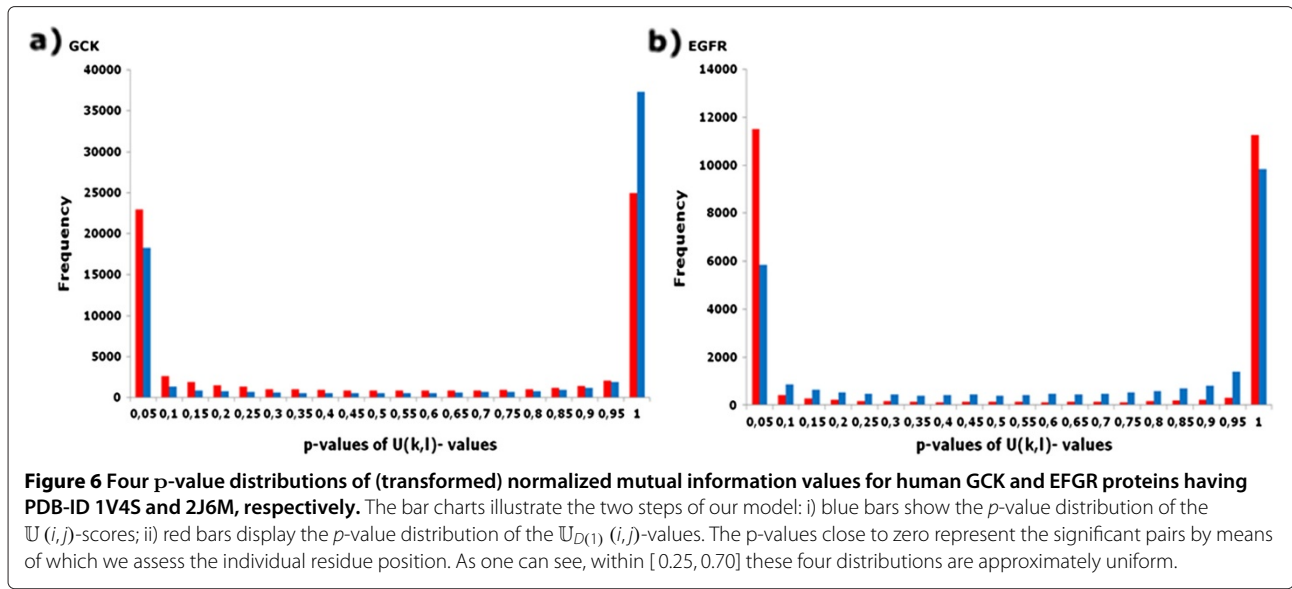 a) GCK
40000
35000
30000
25000
20000
15000
10000
5000
0
Frequency
0,05 0,1 0,15 0,2 0,25 0,3 0,35 0,4 0,45 0,5 0,55 0,6 0,65 0,7 0,75 0,8 0,85 0,9 0,95 1
p-values of U(k,l)- values
b) EGFR
14000
12000
10000
8000
6000
4000
2000
0
Frequency
0,05 0,1 0,15 0,2 0,25 0,3 0,35 0,4 0,45 0,5 0,55 0,6 0,65 0,7 0,75 0,8 0,85 0,9 0,95 1
p-values of U(k,l)- values
Figure 6 Four p-value distributions of (transformed) normalized mutual information values for human GCK and EFGR proteins having
PDB-ID 1V4S and 2J6M, respectively. The bar charts illustrate the two steps of our model: i) blue bars show the p-value distribution of the
𝕌 (i,j)-scores; ii) red bars display the p-value distribution of the 𝕌D(1) (i,j)-values. The p-values close to zero represent the significant pairs by means
of which we assess the individual residue position. As one can see, within [ 0.25, 0.70] these four distributions are approximately uniform.